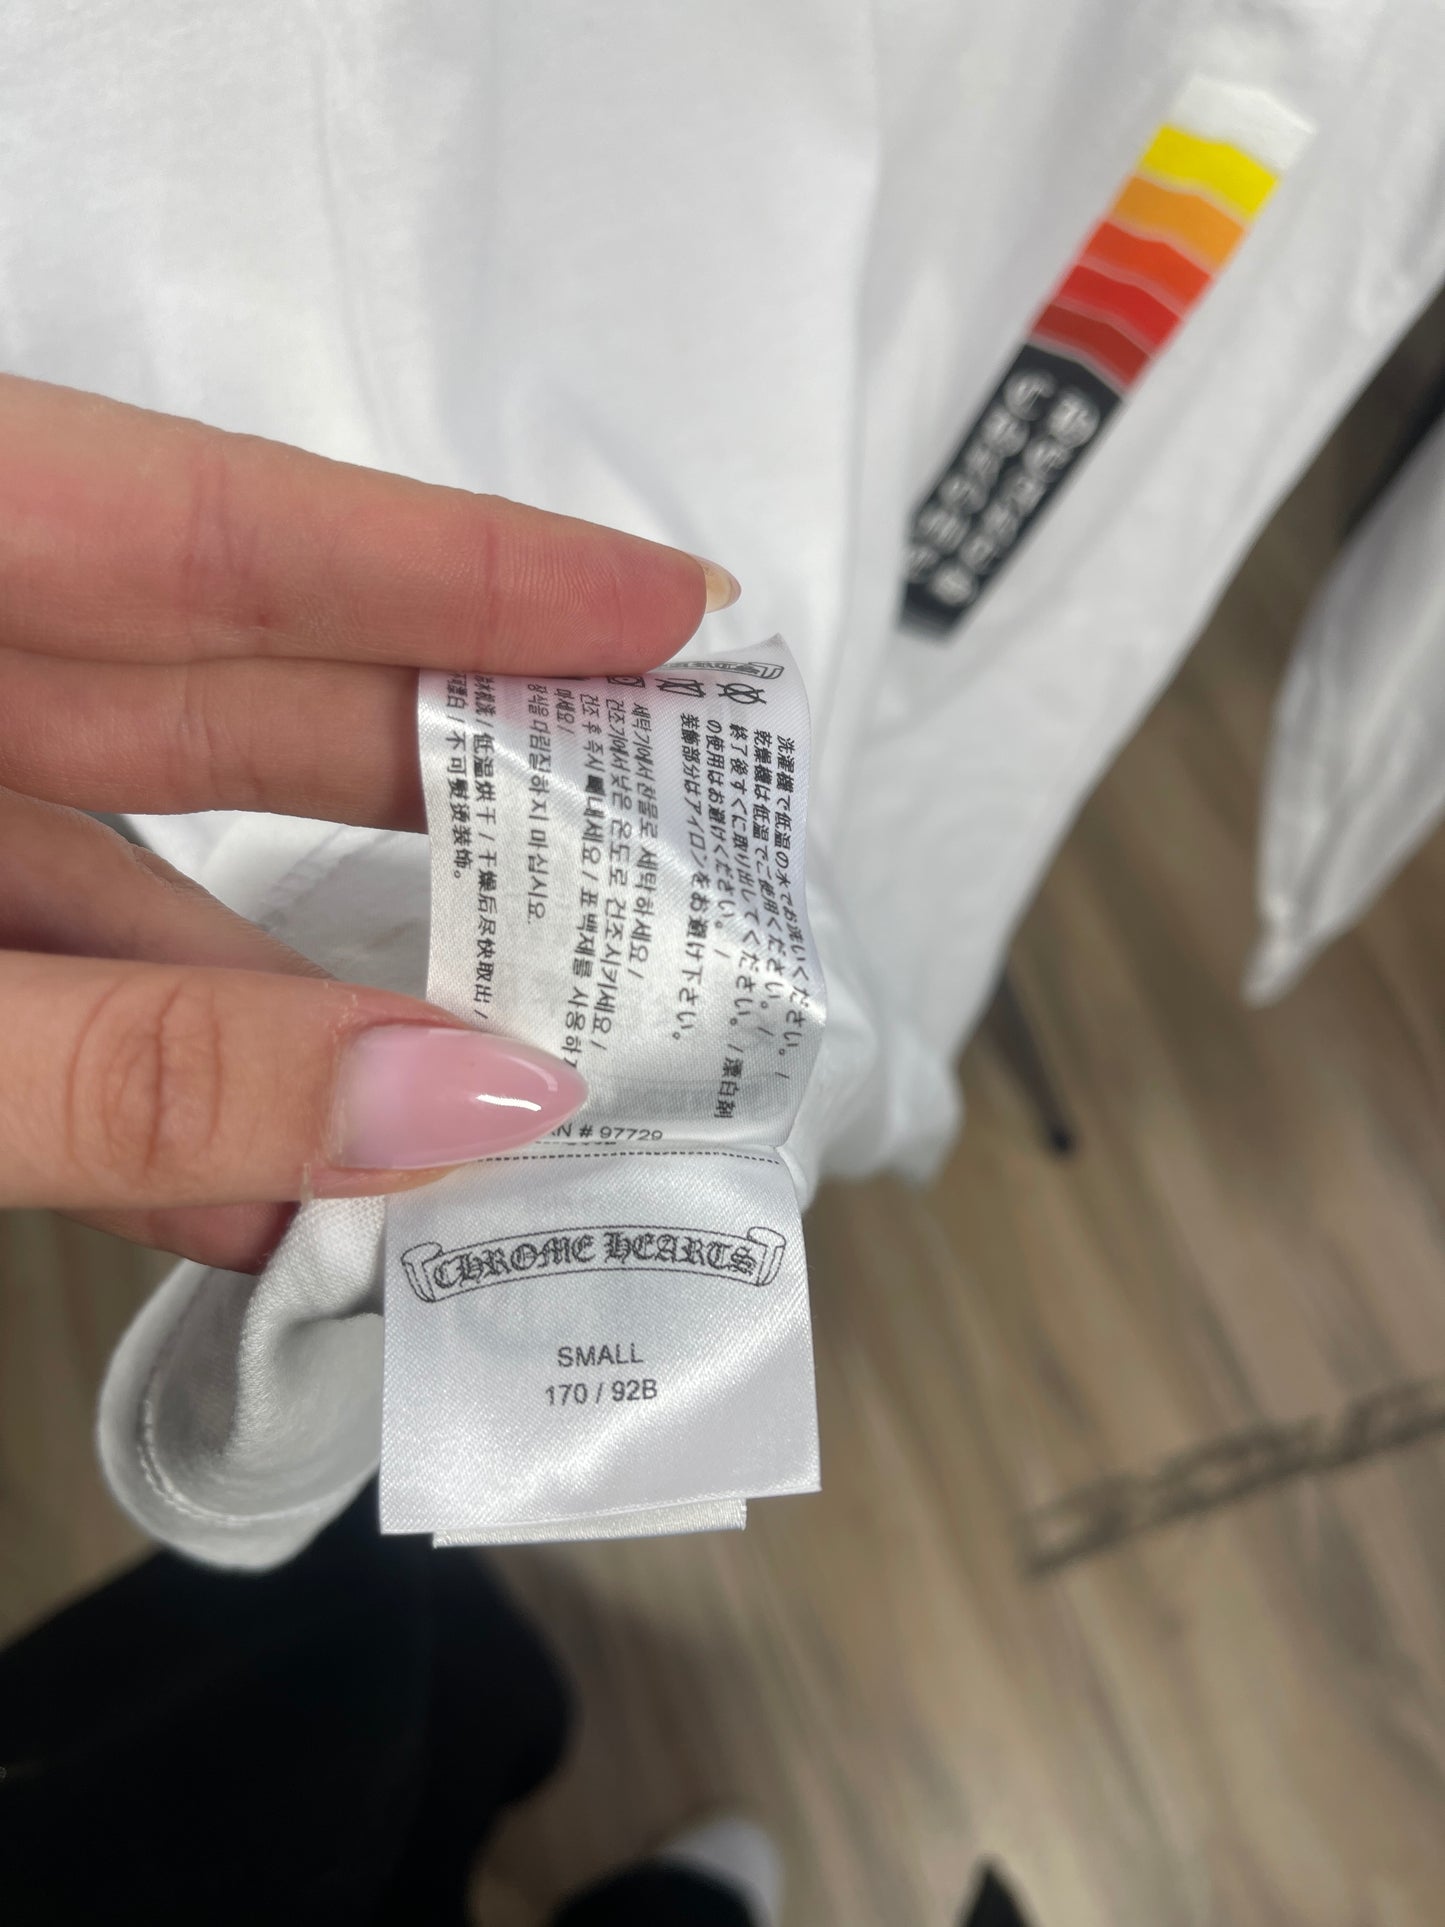 洗濯機で低温の水でお洗いください。/
乾燥機は低温でご使用ください。/
終了後すぐに取り出してください。/ 漂白剤
の使用はお避けください。/
装飾部分はアイロンをお避け下さい。
세탁기에서 찬물로 세탁하세요/
건조기에서 낮은 온도로 건조시키세요/
건조 후 즉시 빼내세요/ 표백제를 사용하지
마세요/
장식을 다림질하지 마십시요.
低温烘干/干燥后尽快取出/
不可熨烫装饰。
# 97729
CHROME HEARTS
SMALL
170 / 92B
CHROME
HEARTS